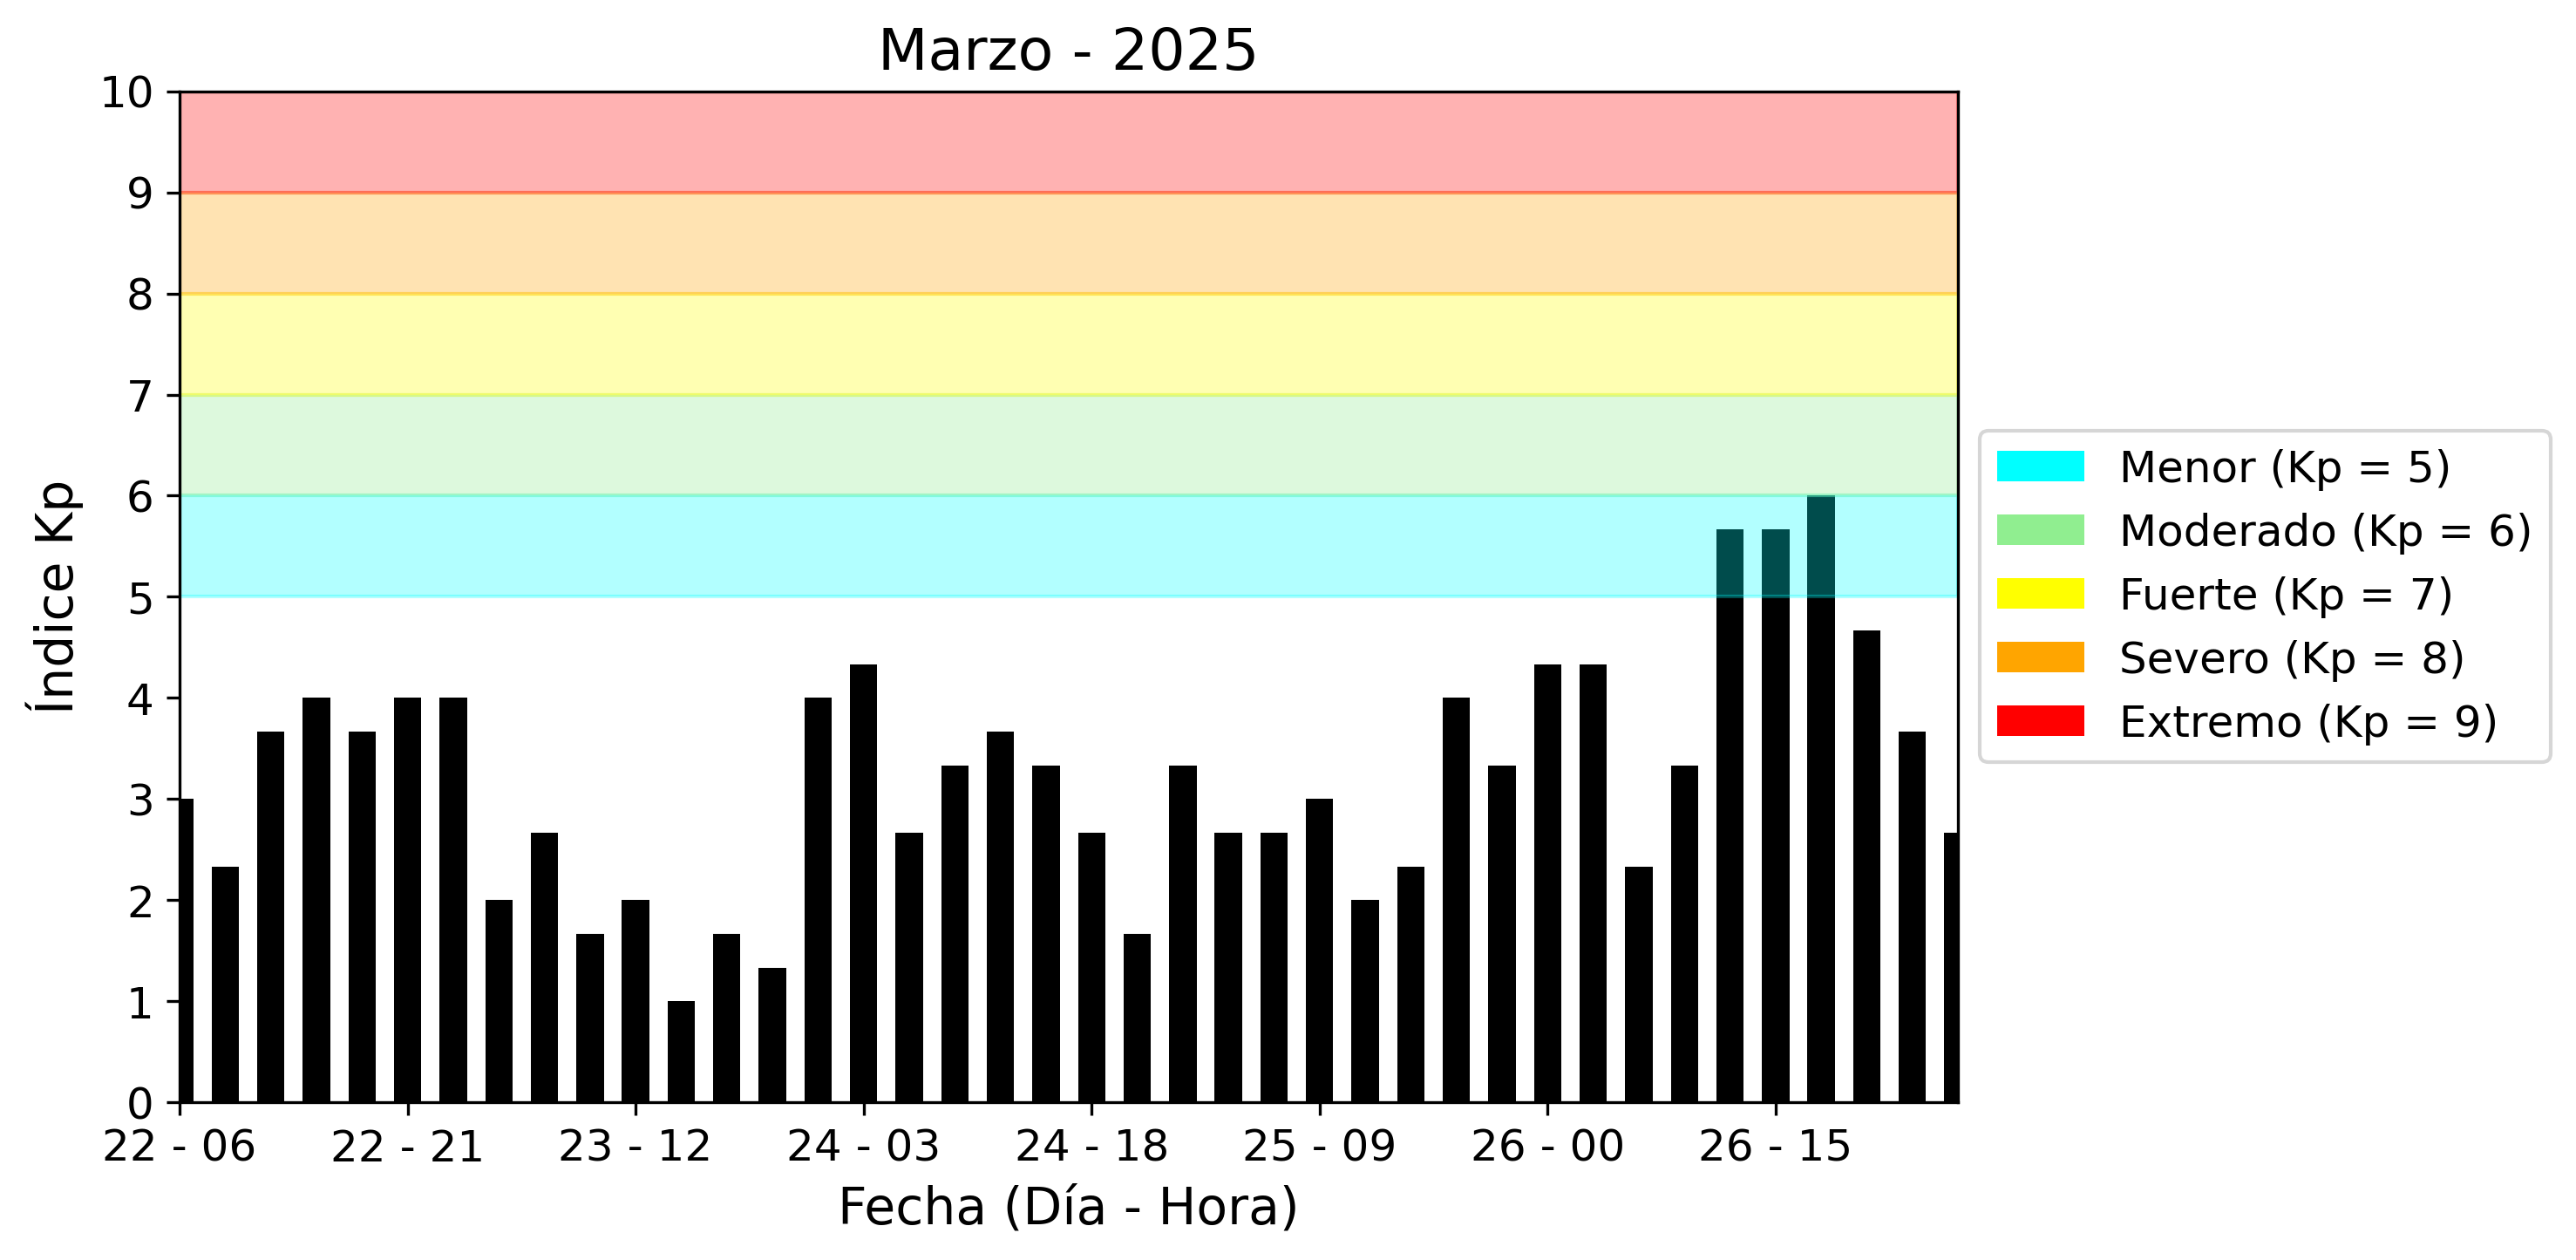 Marzo - 2025
10
9
8
7
6
5
4
3
2
1
0
Índice Kp
22 - 06
22 - 21
23 - 12
24 - 03
24 - 18
25 - 09
26 - 00
26 - 15
Fecha (Día - Hora)
Menor (Kp = 5)
Moderado (Kp = 6)
Fuerte (Kp = 7)
Severo (Kp = 8)
Extremo (Kp = 9)